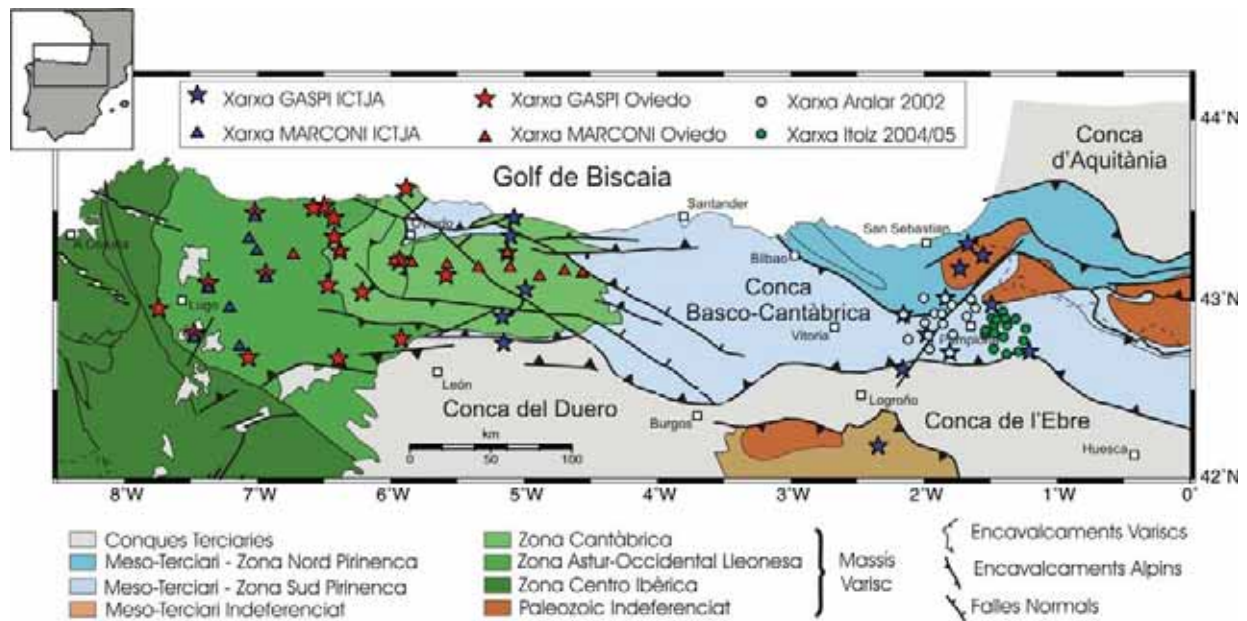 Xarxa GASPI ICTJA
Xarxa GASPI Oviedo
Xarxa Aralar 2002
Xarxa MARCONI ICTJA
Xarxa MARCONI Oviedo
Xarxa Itoiz 2004/05
44°N
Conca
d'Aquitània
Golf de Biscaia
Santander
San Sebastian
A Coruña
Oviedo
Bilbao
Lugo
43°N
Conca
Basco-Cantàbrica
Vitoria
Pamplona
León
Logroño
Conca del Duero
Burgos
Conca de l'Ebre
Huesca
km
0 50 100
42°N
8°W 7°W 6°W 5°W 4°W 3°W 2°W 1°W 0°
Conques Terciaries
Meso-Terciari - Zona Nord Pirinenca
Meso-Terciari - Zona Sud Pirinenca
Meso-Terciari Indeferenciat
Zona Cantàbrica
Zona Astur-Occidental Lleonesa
Zona Centro Ibèrica
Paleozoic Indeferenciat
Massís
Varisc
Encavalcaments Variscs
Encavalcaments Alpins
Falles Normals